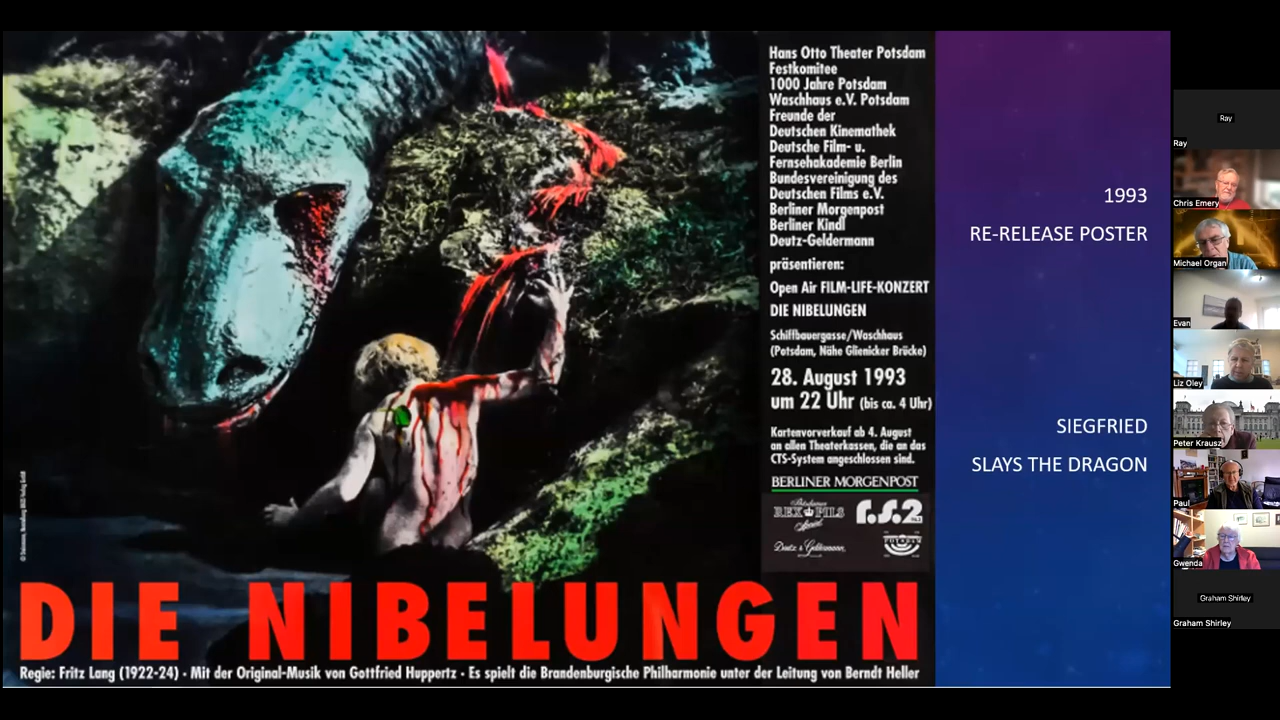 Hans Otto Theater Potsdam
Festkomitee
1000 Jahre Potsdam
Waschhaus e.V. Potsdam
Freunde der
Deutschen Kinemathek
Deutsche Film- u.
Fernsehakademie Berlin
Bundesvereinigung des
Deutschen Films e.V.
Berliner Morgenpost
Berliner Kindl
Deutz-Geldermann
präsentieren:
Open Air FILM-LIFE-KONZERT
DIE NIBELUNGEN
Schiffbauergasse/Waschhaus
(Potsdam, Nähe Glienicker Brücke)
28. August 1993
um 22 Uhr (bis ca. 4 Uhr)
Kartenvorverkauf ab 4. August
an allen Theaterkassen, die an das
CTS-System angeschlossen sind.
BERLINER MORGENPOST
REX PILS
r.s.2
Deutz & Geldermann
POTSDAM
DIE NIBELUNGEN
Regie: Fritz Lang (1922-24) · Mit der Original-Musik von Gottfried Huppertz · Es spielt die Brandenburgische Philharmonie unter der Leitung von Berndt Heller
1993
RE-RELEASE POSTER
SIEGFRIED
SLAYS THE DRAGON
Ray
Ray
Chris Emery
Michael Organ
Evan
Liz Oley
Peter Krausz
Paul
Gwenda
Graham Shirley
Graham Shirley